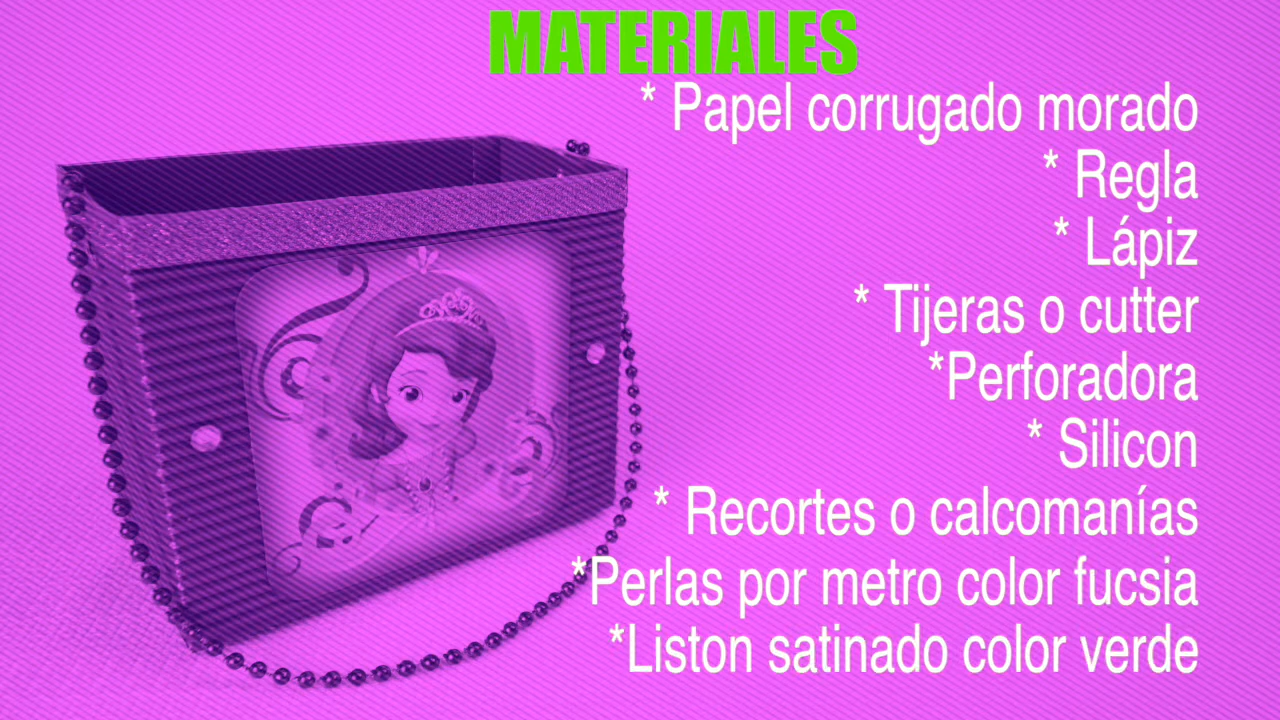 MATERIALES
* Papel corrugado morado
* Regla
* Lápiz
* Tijeras o cutter
*Perforadora
* Silicon
* Recortes o calcomanías
*Perlas por metro color fucsia
*Liston satinado color verde